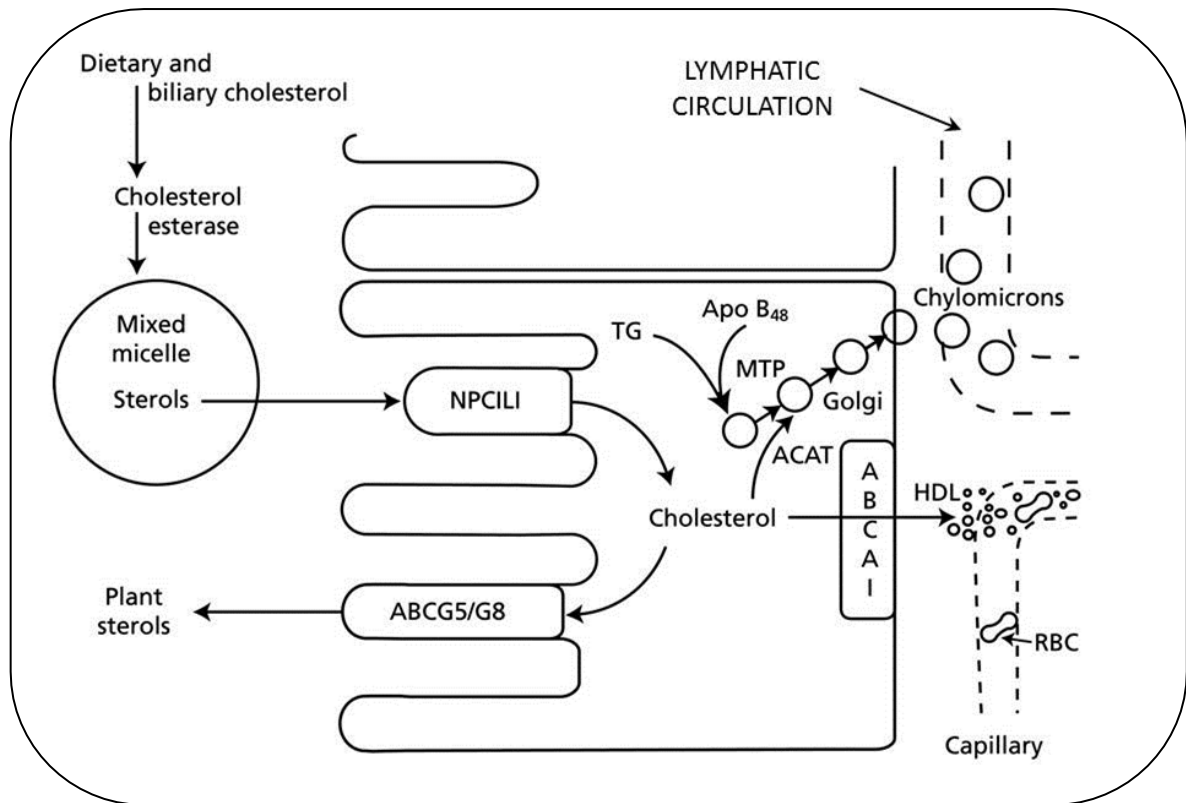 Dietary and
biliary cholesterol
LYMPHATIC
CIRCULATION
Cholesterol
esterase
Mixed
micelle
Sterols
NPCILI
TG
Apo B₄₈
MTP
Golgi
ACAT
Chylomicrons
Cholesterol
A
B
C
A
I
HDL
Plant
sterols
ABCG5/G8
RBC
Capillary